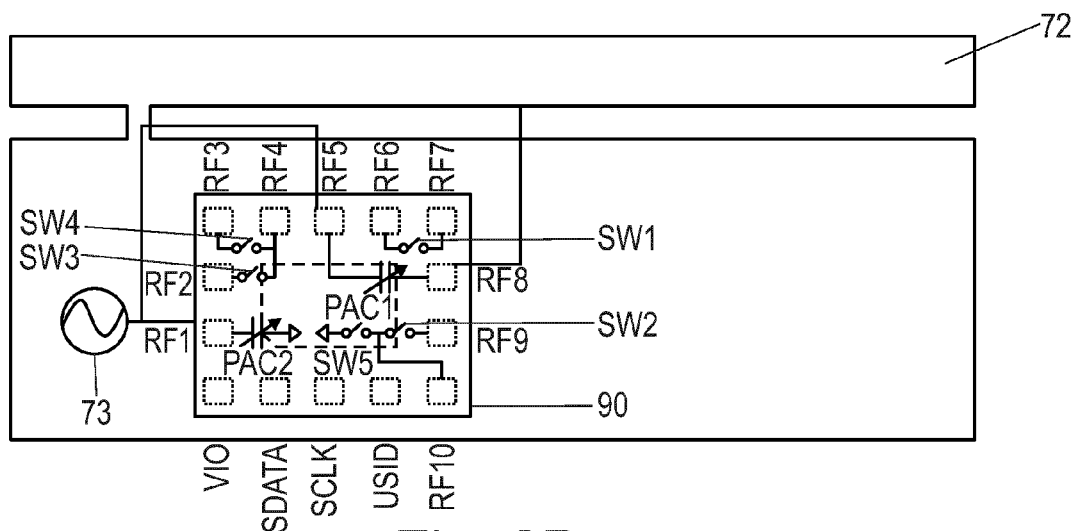 72
RF3
RF4
RF5
RF6
RF7
SW4
SW1
SW3
RF2
RF8
PAC1
SW2
RF1
RF9
PAC2
SW5
73
90
VIO
SDATA
SCLK
USID
RF10